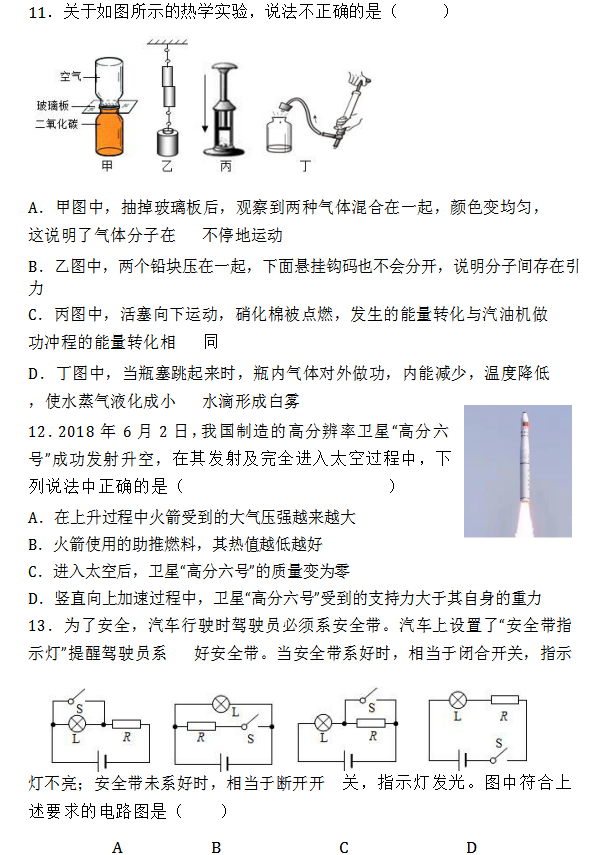 11．关于如图所示的热学实验，说法不正确的是（　　）
空气
玻璃板
二氧化碳
甲 乙 丙 丁
A．甲图中，抽掉玻璃板后，观察到两种气体混合在一起，颜色变均匀，
这说明了气体分子在 不停地运动
B．乙图中，两个铅块压在一起，下面悬挂钩码也不会分开，说明分子间存在引
力
C．丙图中，活塞向下运动，硝化棉被点燃，发生的能量转化与汽油机做
功冲程的能量转化相 同
D．丁图中，当瓶塞跳起来时，瓶内气体对外做功，内能减少，温度降低
，使水蒸气液化成小 水滴形成白雾
12．2018 年 6 月 2 日，我国制造的高分辨率卫星“高分六
号”成功发射升空，在其发射及完全进入太空过程中，下
列说法中正确的是（　　）
A．在上升过程中火箭受到的大气压强越来越大
B．火箭使用的助推燃料，其热值越低越好
C．进入太空后，卫星“高分六号”的质量变为零
D．竖直向上加速过程中，卫星“高分六号”受到的支持力大于其自身的重力
13．为了安全，汽车行驶时驾驶员必须系安全带。汽车上设置了“安全带指
示灯”提醒驾驶员系 好安全带。当安全带系好时，相当于闭合开关，指示
S L R
L R S
S L R
L R S
灯不亮；安全带未系好时，相当于断开开 关，指示灯发光。图中符合上
述要求的电路图是（　　）
A B C D